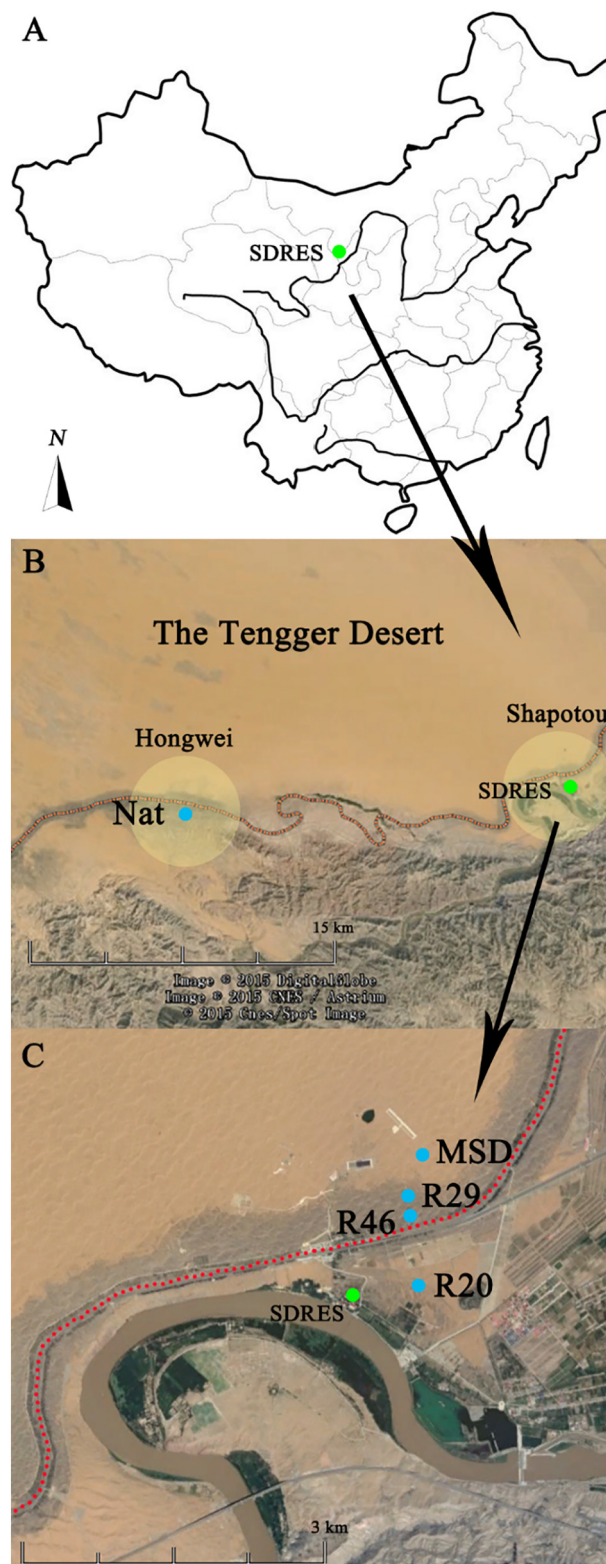 A
SDRES
N
B
The Tengger Desert
Shapotou
Hongwei
SDRES
Nat
15 km
Image © 2015 Digitalilobe
Image © 2015 CNES / Astrium
© 2015 Cnes/Spot Image
C
MSD
R29
R46
R20
SDRES
3 km